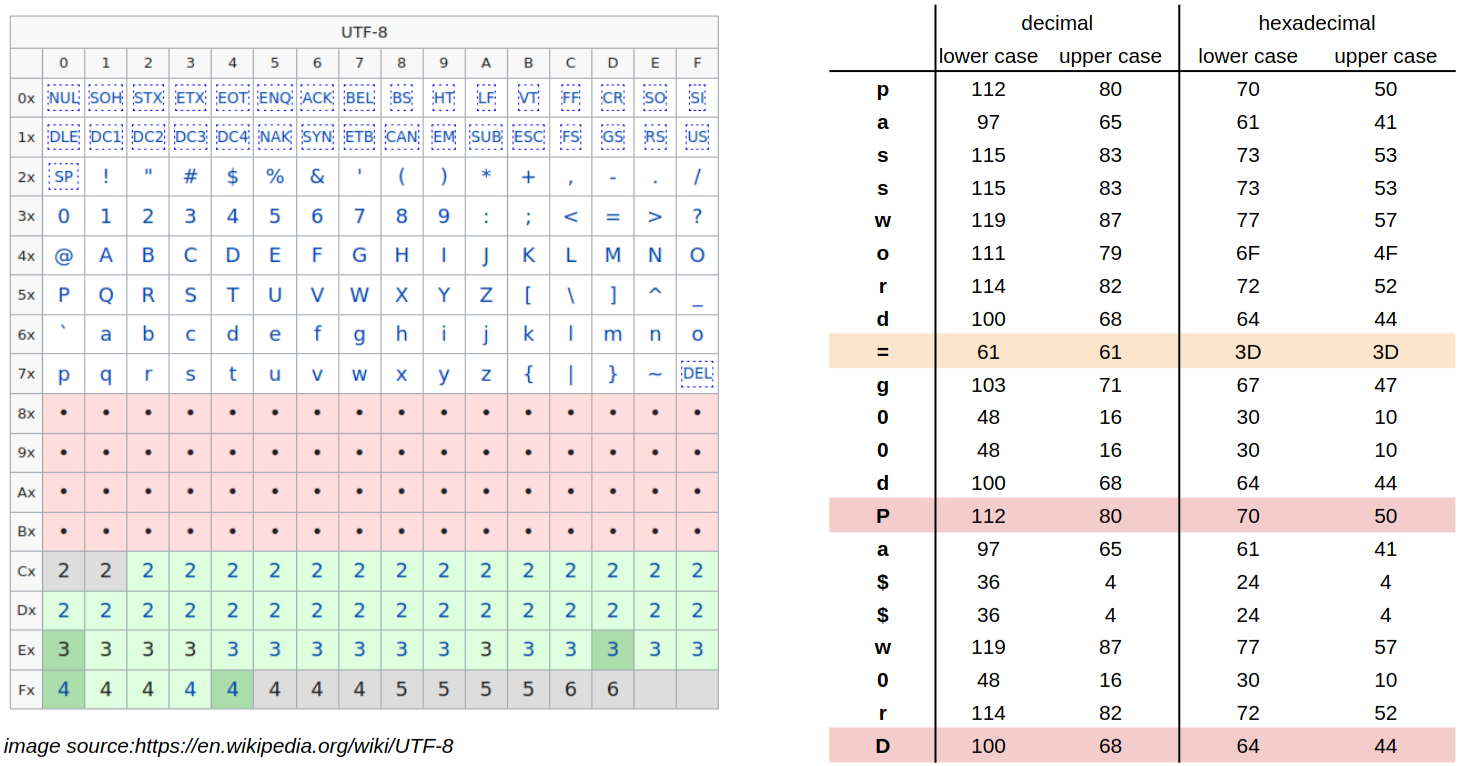 UTF-8
0 1 2 3 4 5 6 7 8 9 A B C D E F
0x NUL SOH STX ETX EOT ENQ ACK BEL BS HT LF VT FF CR SO SI
1x DLE DC1 DC2 DC3 DC4 NAK SYN ETB CAN EM SUB ESC FS GS RS US
2x SP ! " # $ % & ' ( ) * + , - . /
3x 0 1 2 3 4 5 6 7 8 9 : ; < = > ?
4x @ A B C D E F G H I J K L M N O
5x P Q R S T U V W X Y Z [ \ ] ^ _
6x ` a b c d e f g h i j k l m n o
7x p q r s t u v w x y z { | } ~ DEL
8x • • • • • • • • • • • • • • • •
9x • • • • • • • • • • • • • • • •
Ax • • • • • • • • • • • • • • • •
Bx • • • • • • • • • • • • • • • •
Cx 2 2 2 2 2 2 2 2 2 2 2 2 2 2 2 2
Dx 2 2 2 2 2 2 2 2 2 2 2 2 2 2 2 2
Ex 3 3 3 3 3 3 3 3 3 3 3 3 3 3 3 3
Fx 4 4 4 4 4 4 4 4 5 5 5 5 6 6
image source:https://en.wikipedia.org/wiki/UTF-8
decimal hexadecimal
lower case upper case lower case upper case
p 112 80 70 50
a 97 65 61 41
s 115 83 73 53
s 115 83 73 53
w 119 87 77 57
o 111 79 6F 4F
r 114 82 72 52
d 100 68 64 44
= 61 61 3D 3D
g 103 71 67 47
0 48 16 30 10
0 48 16 30 10
d 100 68 64 44
P 112 80 70 50
a 97 65 61 41
$ 36 4 24 4
$ 36 4 24 4
w 119 87 77 57
0 48 16 30 10
r 114 82 72 52
D 100 68 64 44